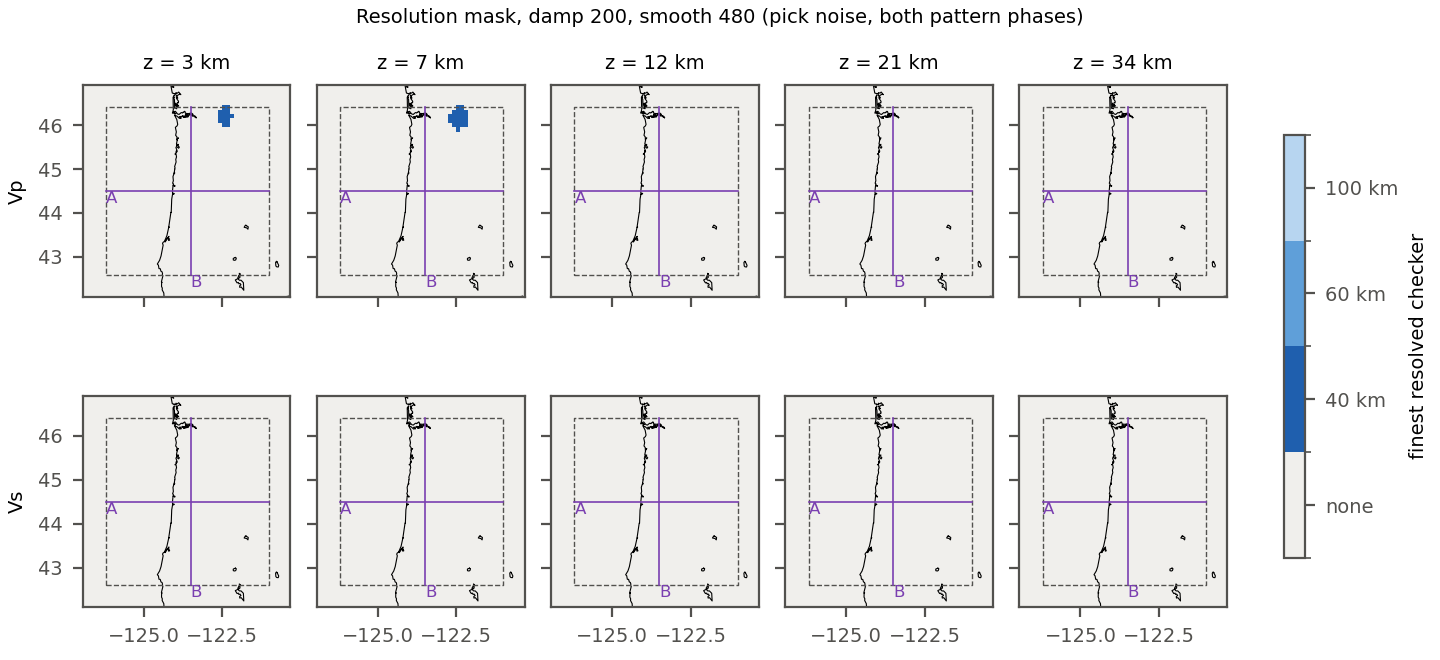 Resolution mask, damp 200, smooth 480 (pick noise, both pattern phases)
z = 3 km
z = 7 km
z = 12 km
z = 21 km
z = 34 km
Vp
46
45
44
43
A
B
A
B
A
B
A
B
A
B
Vs
46
45
44
43
A
B
A
B
A
B
A
B
A
B
−125.0 −122.5
−125.0 −122.5
−125.0 −122.5
−125.0 −122.5
−125.0 −122.5
100 km
60 km
40 km
none
finest resolved checker